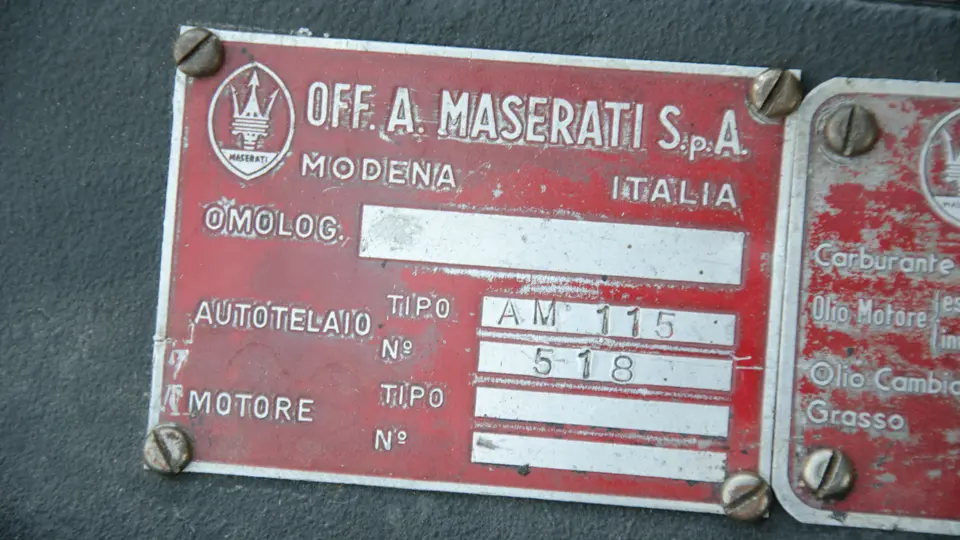 OFF. A. MASERATI S.p.A.
MASERATI
MODENA ITALIA
OMOLOG.
AUTOTELAIO TIPO AM 115
Nº 518
MOTORE TIPO
Nº
Carburante
Olio Motore
Olio Cambio
Grasso